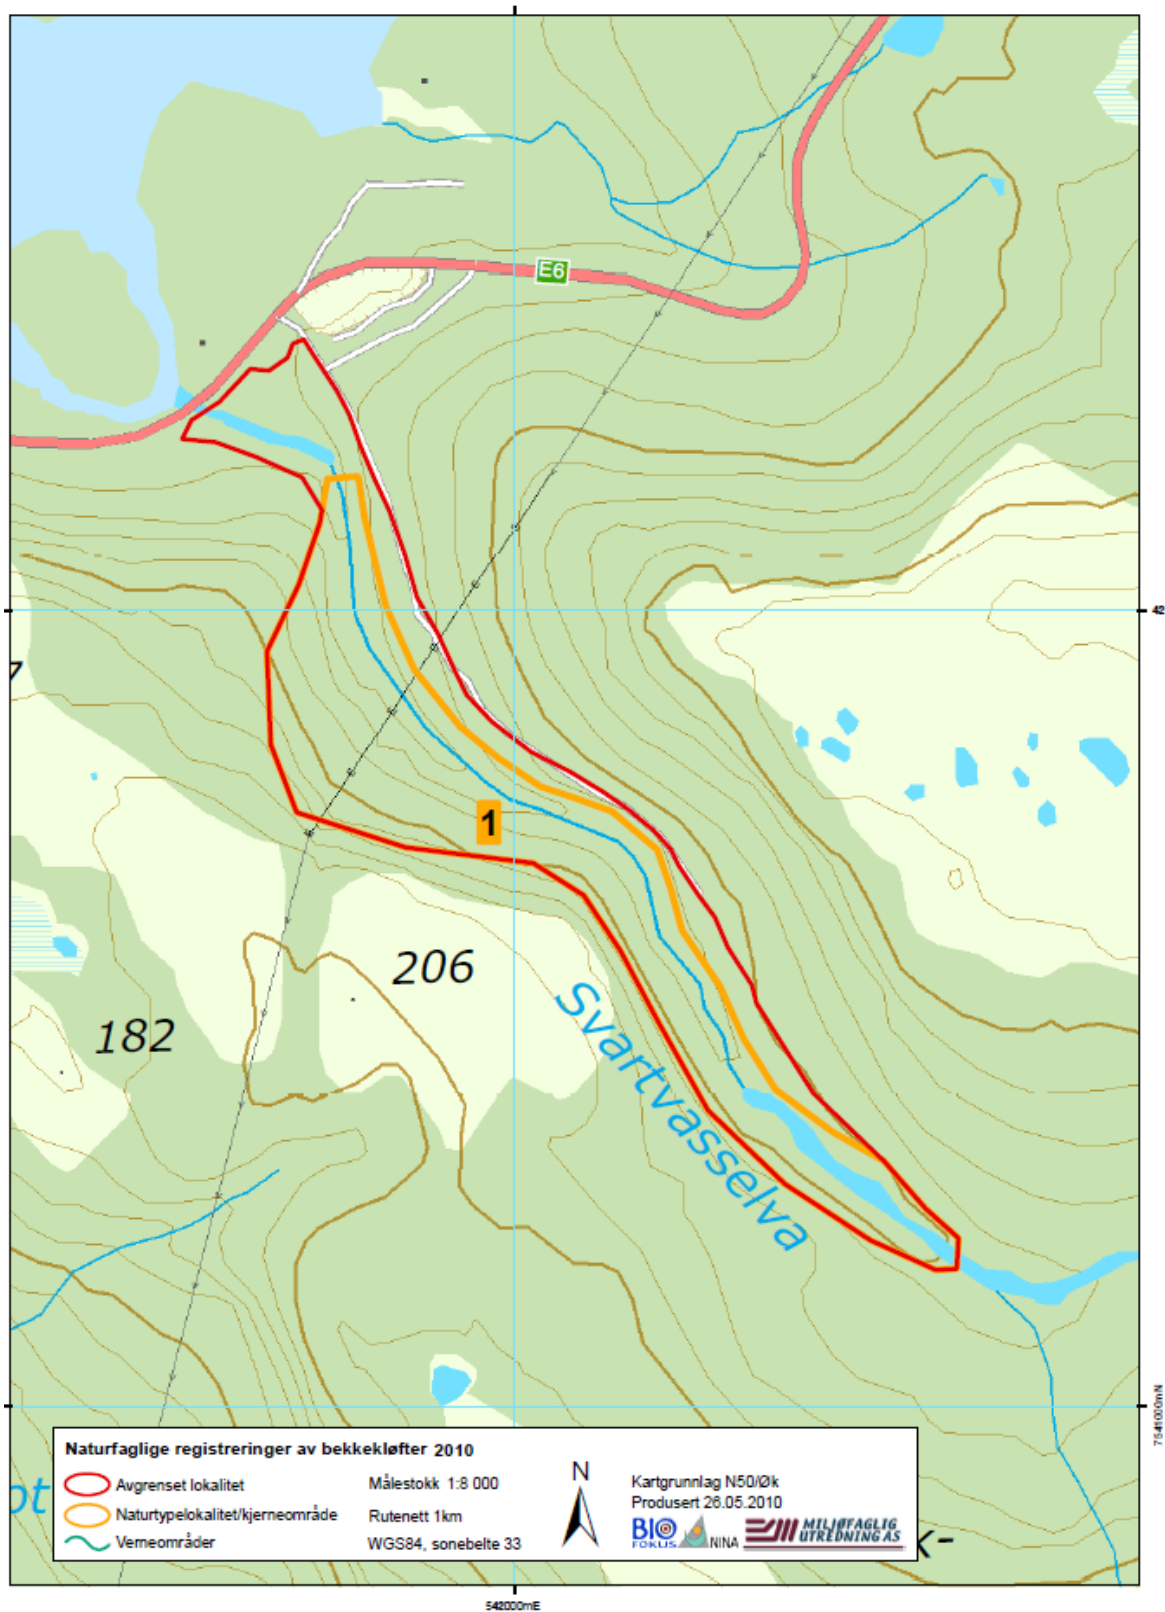 E6
42
1
206
182
Svartvasselva
7541000mN
Naturfaglige registreringer av bekkekløfter 2010
Avgrenset lokalitet
Målestokk 1:8 000
Naturtypelokalitet/kjerneområde
Rutenett 1km
Verneområder
WGS84, sonebelte 33
N
Kartgrunnlag N50/Øk
Produsert 26.05.2010
BIO
FOKUS
NINA
MILJØFAGLIG
UTREDNING AS
ot
k-
542000mE